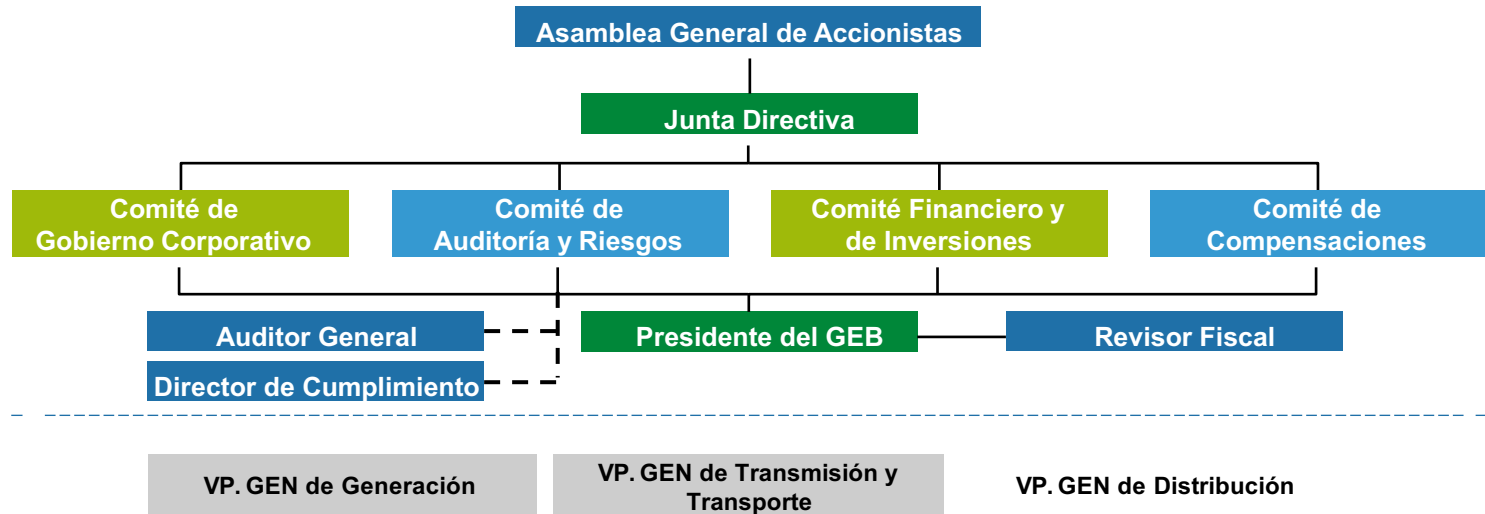 Asamblea General de Accionistas
Junta Directiva
Comité de
Gobierno Corporativo
Comité de
Auditoría y Riesgos
Comité Financiero y
de Inversiones
Comité de
Compensaciones
Auditor General
Presidente del GEB
Revisor Fiscal
Director de Cumplimiento
VP. GEN de Generación
VP. GEN de Transmisión y
Transporte
VP. GEN de Distribución